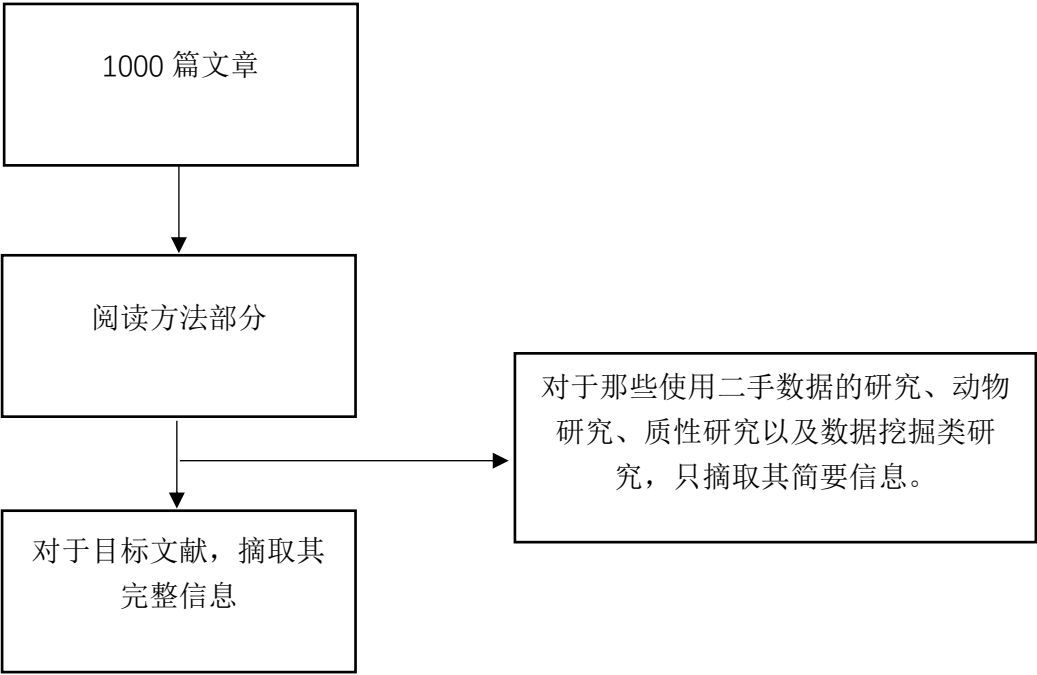 1000 篇文章
阅读方法部分
对于那些使用二手数据的研究、动物
研究、质性研究以及数据挖掘类研
究，只摘取其简要信息。
对于目标文献，摘取其
完整信息